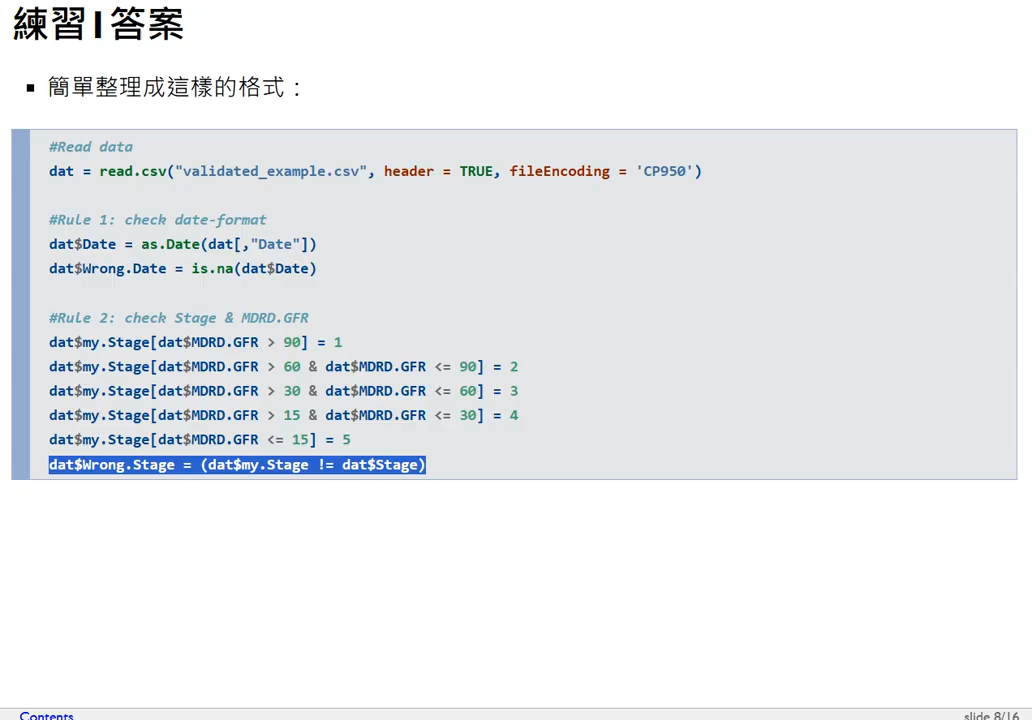 練習1答案
簡單整理成這樣的格式：
#Read data
dat = read.csv("validated_example.csv", header = TRUE, fileEncoding = 'CP950')
#Rule 1: check date-format
dat$Date = as.Date(dat[,"Date"])
dat$Wrong.Date = is.na(dat$Date)
#Rule 2: check Stage & MDRD.GFR
dat$my.Stage[dat$MDRD.GFR > 90] = 1
dat$my.Stage[dat$MDRD.GFR > 60 & dat$MDRD.GFR <= 90] = 2
dat$my.Stage[dat$MDRD.GFR > 30 & dat$MDRD.GFR <= 60] = 3
dat$my.Stage[dat$MDRD.GFR > 15 & dat$MDRD.GFR <= 30] = 4
dat$my.Stage[dat$MDRD.GFR <= 15] = 5
dat$Wrong.Stage = (dat$my.Stage != dat$Stage)
Contents
slide 8/16